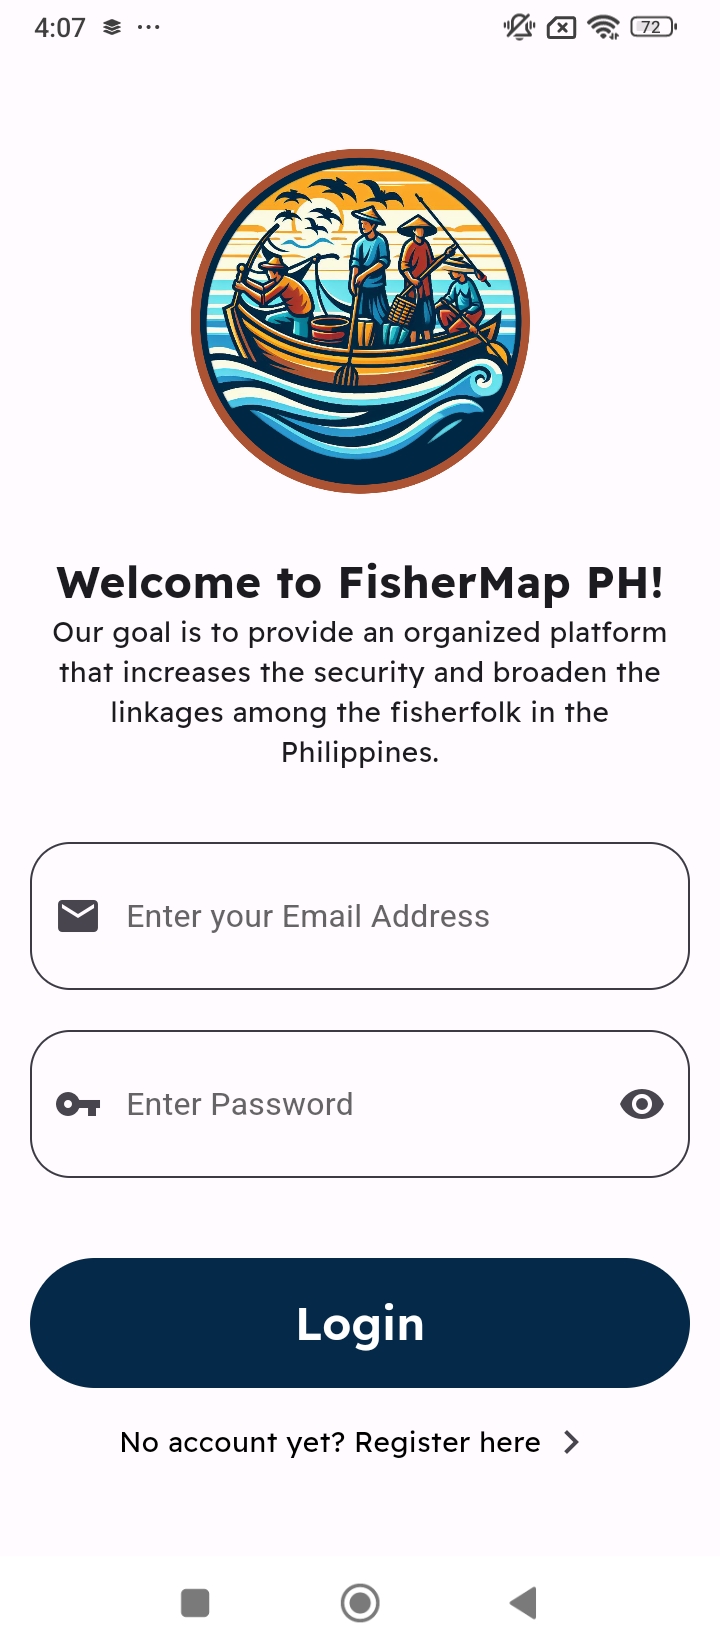 4:07
72
Welcome to FisherMap PH!
Our goal is to provide an organized platform
that increases the security and broaden the
linkages among the fisherfolk in the
Philippines.
Enter your Email Address
Enter Password
Login
No account yet? Register here